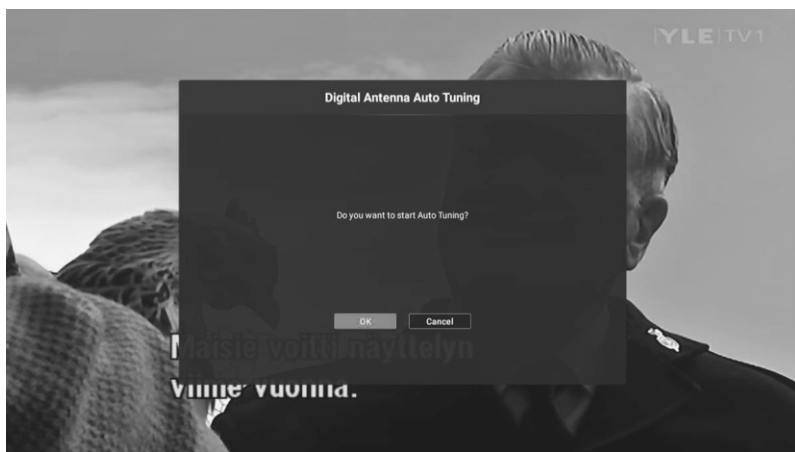 YLE TV1
Digital Antenna Auto Tuning
Do you want to start Auto Tuning?
OK
Cancel
Maisie voitti näyttelyn
viime vuonna.